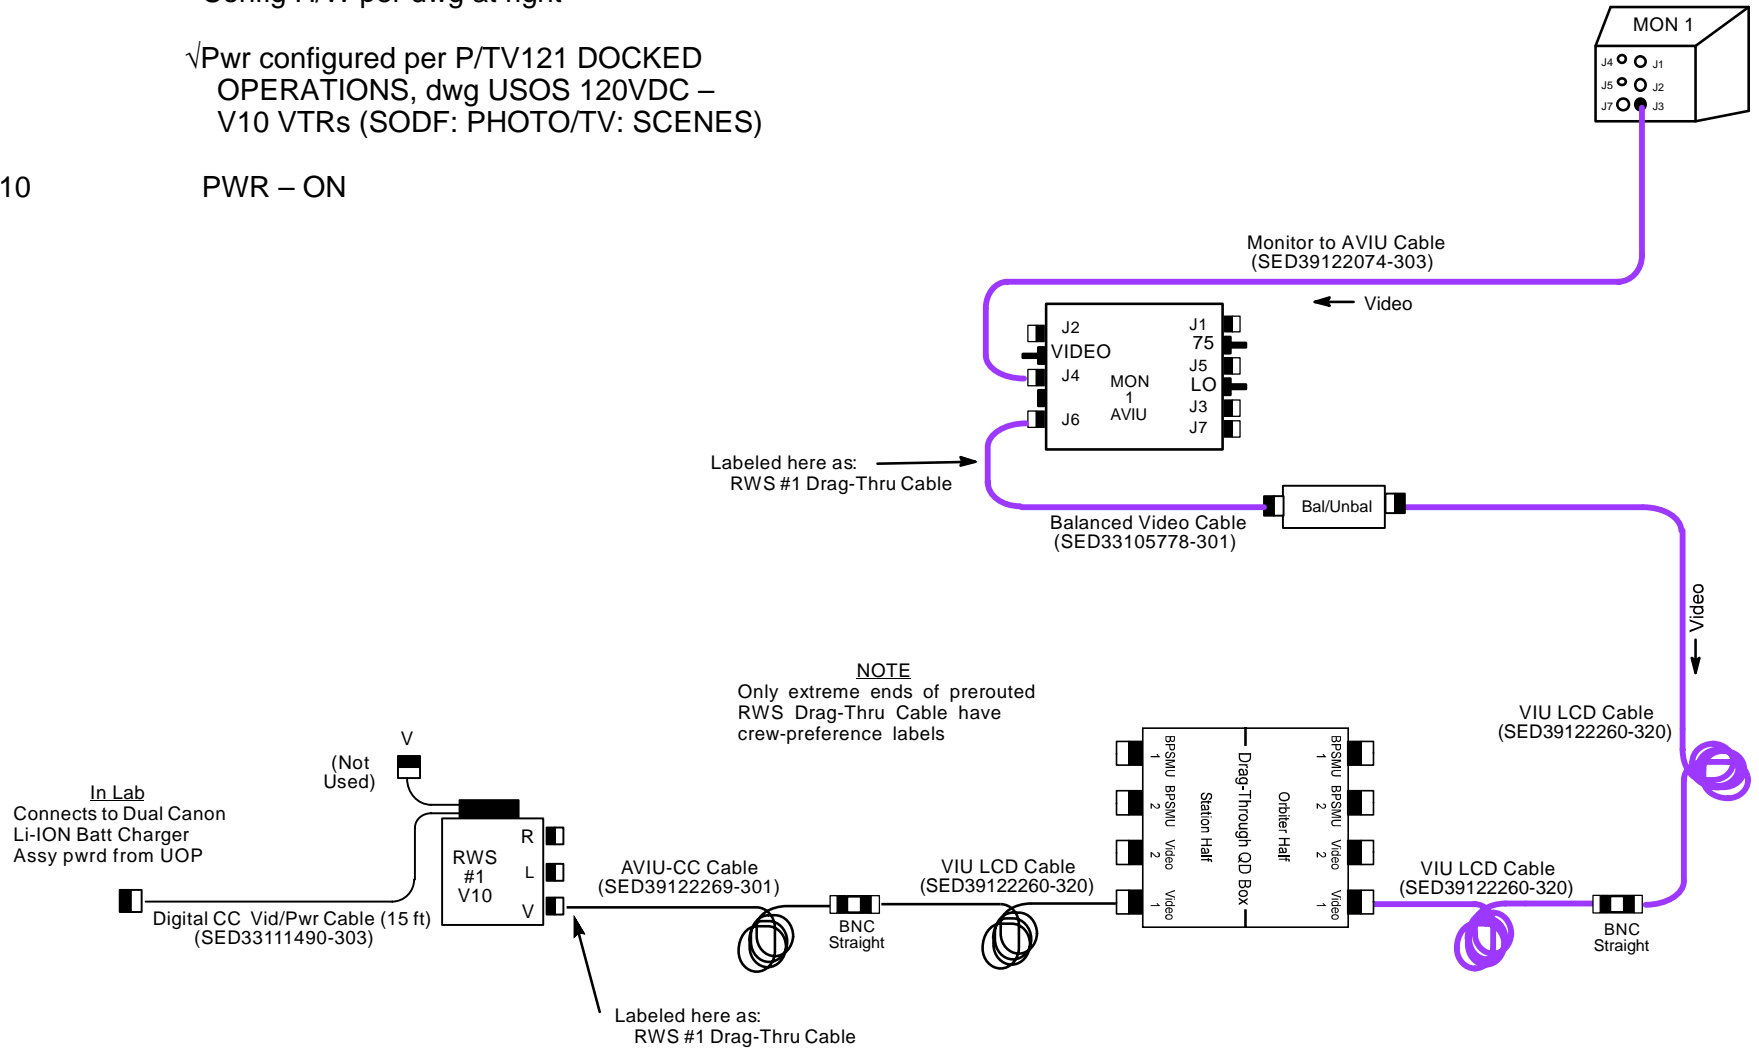 √Pwr configured per P/TV121 DOCKED
OPERATIONS, dwg USOS 120VDC –
V10 VTRs (SODF: PHOTO/TV: SCENES)
10 PWR – ON
MON 1
J4 J1
J5 J2
J7 J3
Monitor to AVIU Cable
(SED39122074-303)
Video
J2 J1
VIDEO 75
J5
J4 MON LO
1
J6 AVIU J3
J7
Labeled here as:
RWS #1 Drag-Thru Cable
Bal/Unbal
Balanced Video Cable
(SED33105778-301)
Video
NOTE
Only extreme ends of prerouted
RWS Drag-Thru Cable have
crew-preference labels
VIU LCD Cable
(SED39122260-320)
V
(Not
Used)
In Lab
Connects to Dual Canon
Li-ION Batt Charger
Assy pwrd from UOP
RWS
#1
V10
R
L
V
Digital CC Vid/Pwr Cable (15 ft)
(SED33111490-303)
AVIU-CC Cable
(SED39122269-301)
BNC
Straight
VIU LCD Cable
(SED39122260-320)
BPSMU 1
BPSMU 2
Video 2
Video 1
Station Half
Drag-Through QD Box
Orbiter Half
BPSMU 1
BPSMU 2
Video 2
Video 1
VIU LCD Cable
(SED39122260-320)
BNC
Straight
Labeled here as:
RWS #1 Drag-Thru Cable